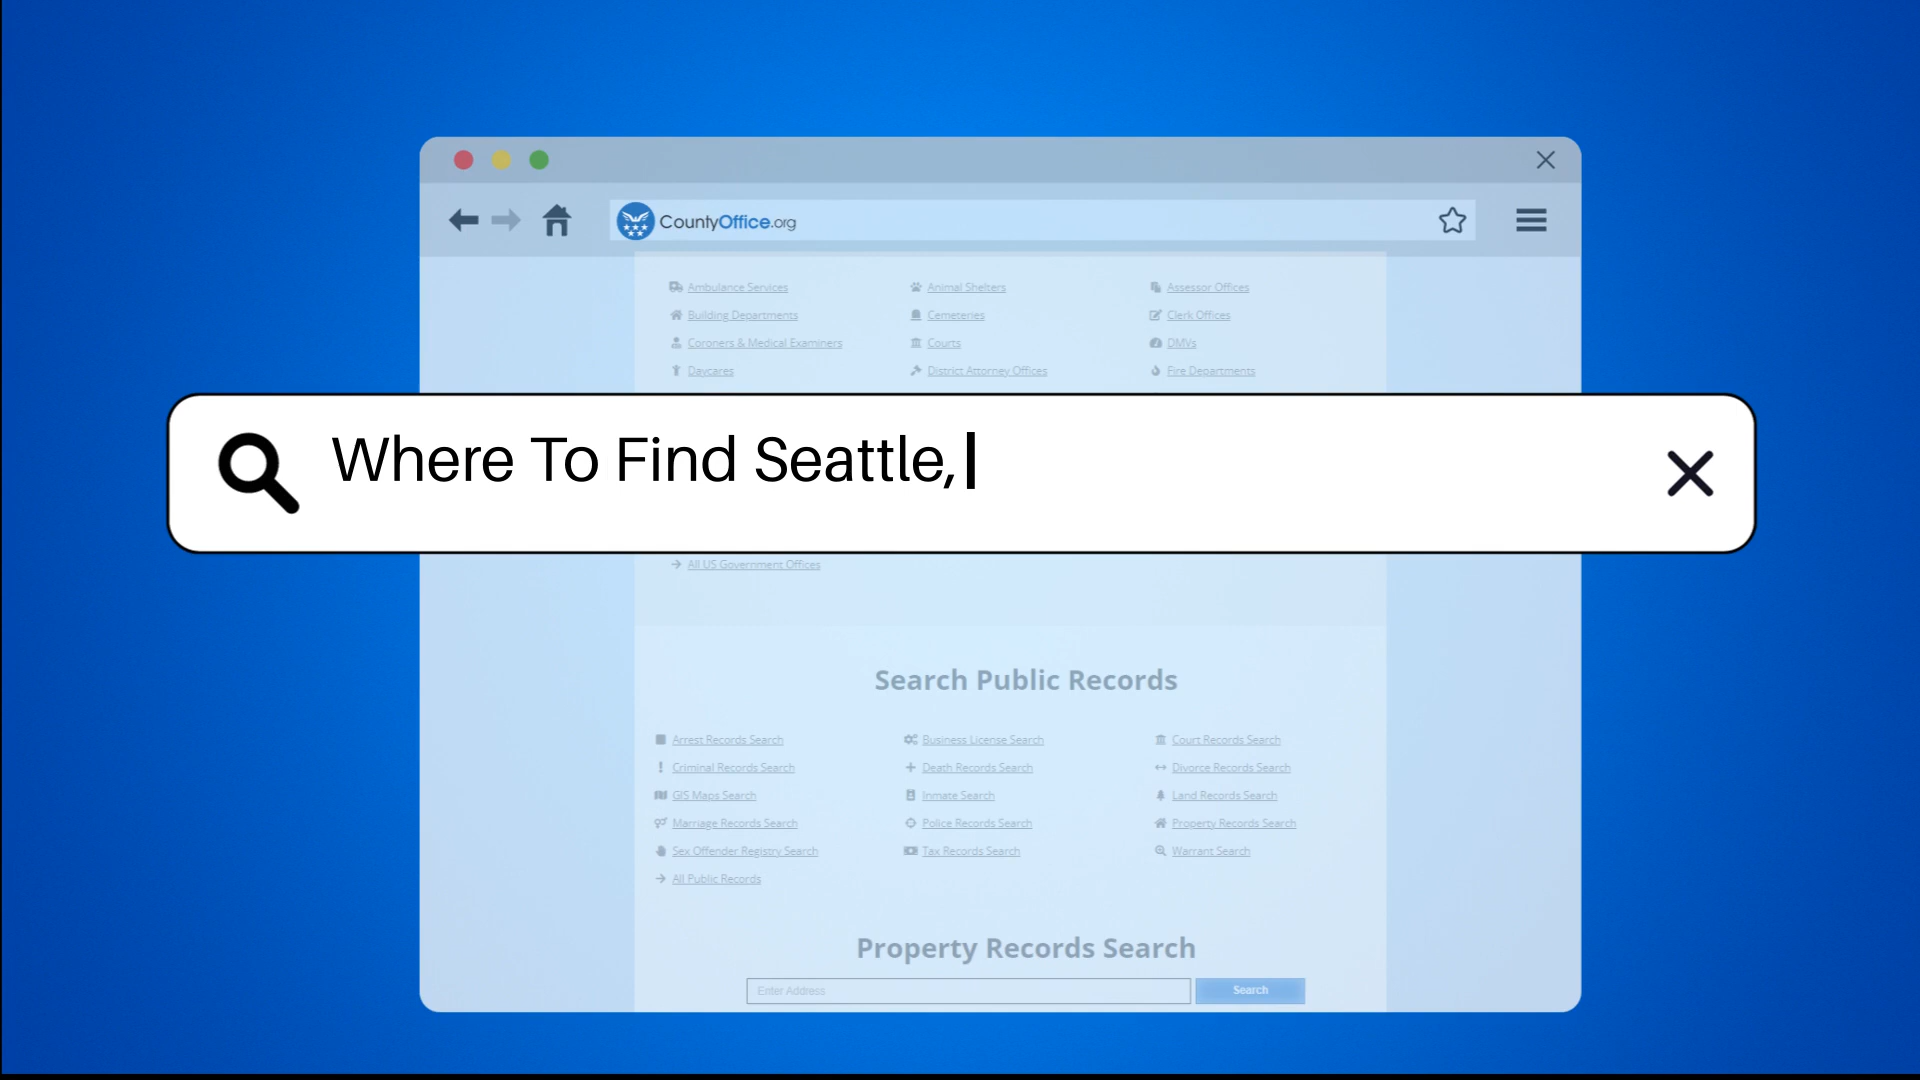 CountyOffice.org
Ambulance Services Animal Shelters Assessor Offices
Building Departments Cemeteries Clerk Offices
Coroners & Medical Examiners Courts DMVs
Daycares District Attorney Offices Fire Departments
Where To Find Seattle,
All US Government Offices
Search Public Records
Arrest Records Search Business License Search Court Records Search
Criminal Records Search Death Records Search Divorce Records Search
GIS Maps Search Inmate Search Land Records Search
Marriage Records Search Police Records Search Property Records Search
Sex Offender Registry Search Tax Records Search Warrant Search
All Public Records
Property Records Search
Enter Address Search